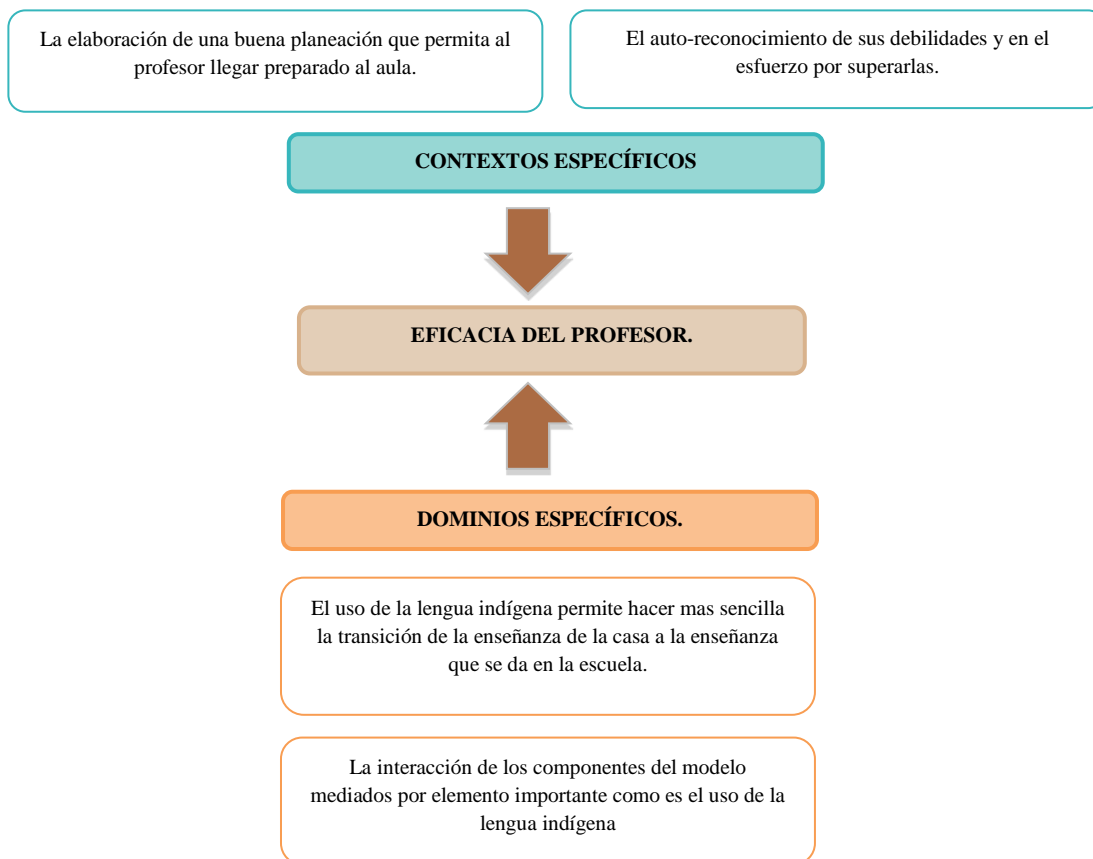 La elaboración de una buena planeación que permita al
profesor llegar preparado al aula.
El auto-reconocimiento de sus debilidades y en el
esfuerzo por superarlas.
CONTEXTOS ESPECÍFICOS
EFICACIA DEL PROFESOR.
DOMINIOS ESPECÍFICOS.
El uso de la lengua indígena permite hacer mas sencilla
la transición de la enseñanza de la casa a la enseñanza
que se da en la escuela.
La interacción de los componentes del modelo
mediados por elemento importante como es el uso de la
lengua indígena